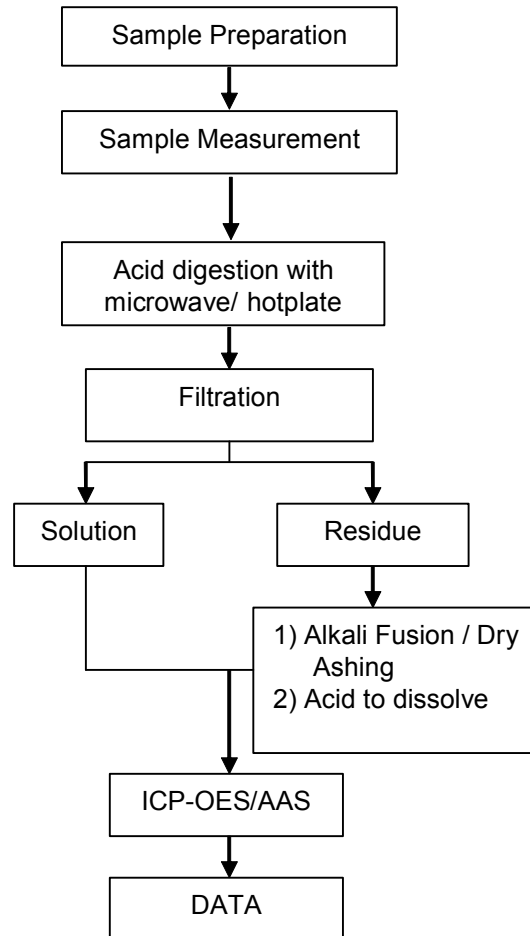 Sample Preparation
Sample Measurement
Acid digestion with
microwave/ hotplate
Filtration
Solution
Residue
1) Alkali Fusion / Dry
Ashing
2) Acid to dissolve
ICP-OES/AAS
DATA